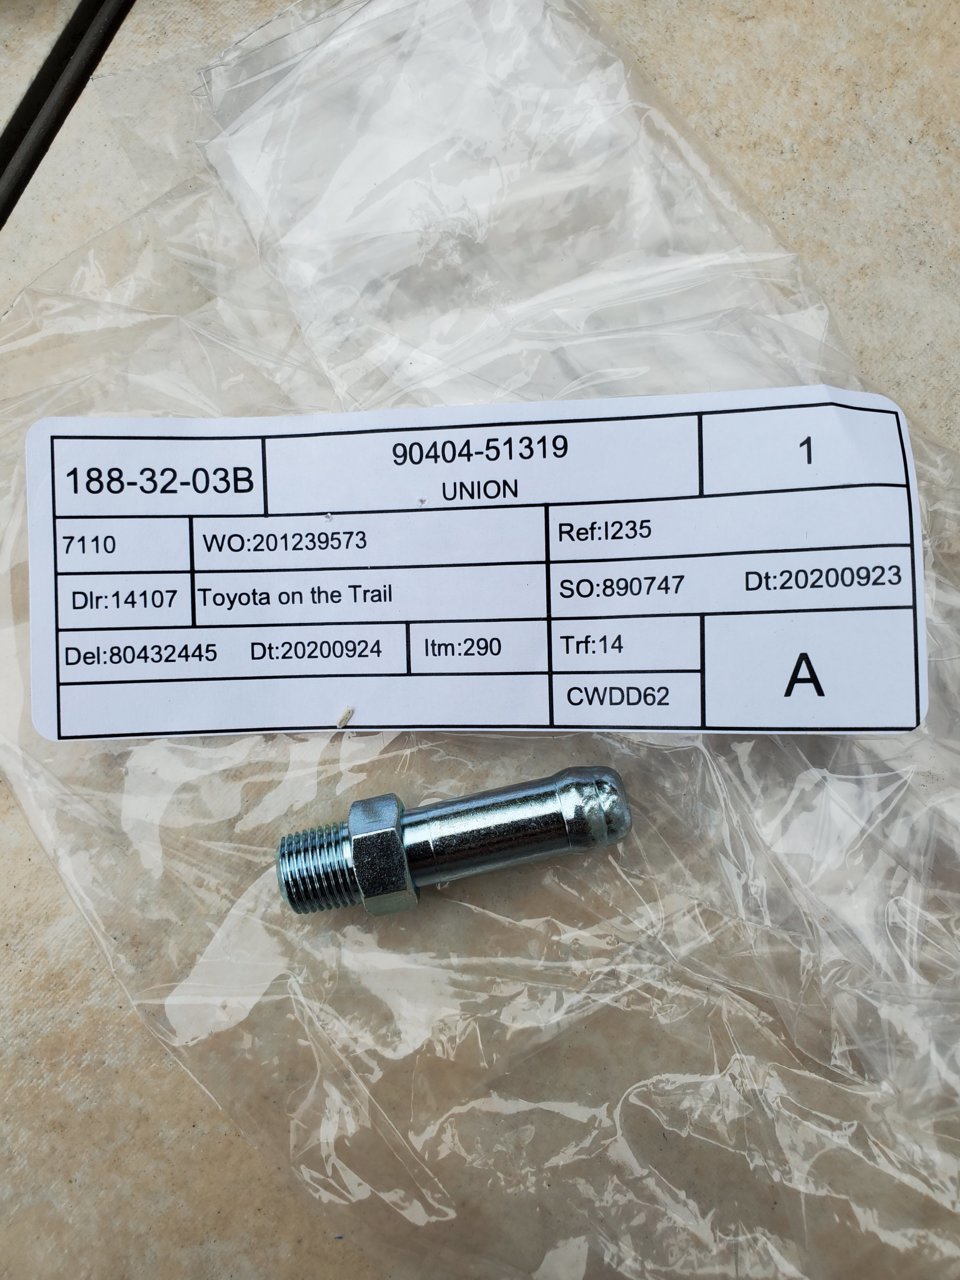 188-32-03B
90404-51319
UNION
1
7110
WO:201239573
Ref:I235
Dlr:14107
Toyota on the Trail
SO:890747 Dt:20200923
Del:80432445 Dt:20200924
Itm:290
Trf:14
A
CWDD62